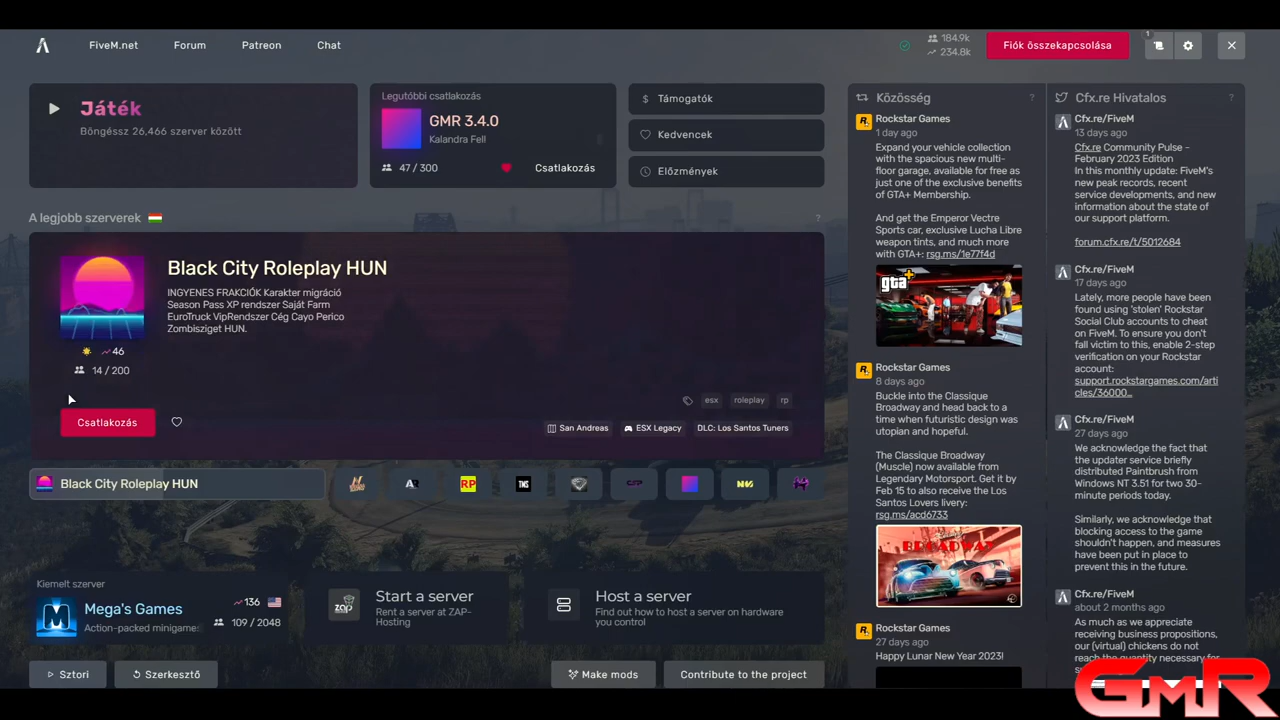 FiveM.net
Forum
Patreon
Chat
184.9k
234.8k
Fiók összekapcsolása
1
Játék
Böngéssz 26,466 szerver között
Legutóbbi csatlakozás
GMR 3.4.0
Kalandra Fell
47 / 300
Csatlakozás
$ Támogatók
Kedvencek
Előzmények
A legjobb szerverek
?
Black City Roleplay HUN
INGYENES FRAKCIÓK Karakter migráció
Season Pass XP rendszer Saját Farm
EuroTruck VipRendszer Cég Cayo Perico
Zombisziget HUN.
46
14 / 200
Csatlakozás
esx
roleplay
rp
San Andreas
ESX Legacy
DLC: Los Santos Tuners
Black City Roleplay HUN
RP
TMS
Kiemelt szerver
Mega's Games
Action-packed minigame
136
109 / 2048
ZAP
Start a server
Rent a server at ZAP-
Hosting
Host a server
Find out how to host a server on hardware
you control
Sztori
Szerkesztő
Make mods
Contribute to the project
Közösség
?
Rockstar Games
1 day ago
Expand your vehicle collection
with the spacious new multi-
floor garage, available for free as
just one of the exclusive benefits
of GTA+ Membership.
And get the Emperor Vectre
Sports car, exclusive Lucha Libre
weapon tints, and much more
with GTA+: rsg.ms/1e77f4d
gta+
Rockstar Games
8 days ago
Buckle into the Classique
Broadway and head back to a
time when futuristic design was
utopian and hopeful.
The Classique Broadway
(Muscle) now available from
Legendary Motorsport. Get it by
Feb 15 to also receive the Los
Santos Lovers livery:
rsg.ms/acd6733
BROADWAY
Rockstar Games
27 days ago
Happy Lunar New Year 2023!
Cfx.re Hivatalos
?
Cfx.re/FiveM
13 days ago
Cfx.re Community Pulse –
February 2023 Edition
In this monthly update: FiveM's
new peak records, recent
service developments, and new
information about the state of
our support platform.
forum.cfx.re/t/5012684
Cfx.re/FiveM
17 days ago
Lately, more people have been
found using 'stolen' Rockstar
Social Club accounts to cheat
on FiveM. To ensure you don't
fall victim to this, enable 2-step
verification on your Rockstar
account:
support.rockstargames.com/arti
cles/36000...
Cfx.re/FiveM
27 days ago
We acknowledge the fact that
the updater service briefly
distributed Paintbrush from
Windows NT 3.51 for two 30-
minute periods today.
Similarly, we acknowledge that
blocking access to the game
shouldn't happen, and measures
have been put in place to
prevent this in the future.
Cfx.re/FiveM
about 2 months ago
As much as we appreciate
receiving business propositions,
our (virtual) chickens do not
reach the quantity necessary for
GMR